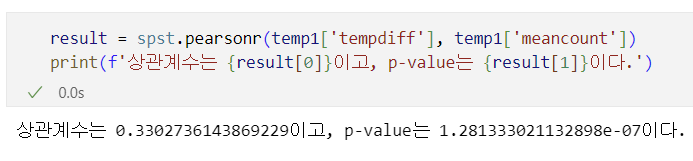 result = spst.pearsonr(temp1['tempdiff'], temp1['meancount'])
print(f'상관계수는 {result[0]}이고, p-value는 {result[1]}이다.')
0.0s
상관계수는 0.33027361438692290이고, p-value는 1.281333021132898e-07이다.